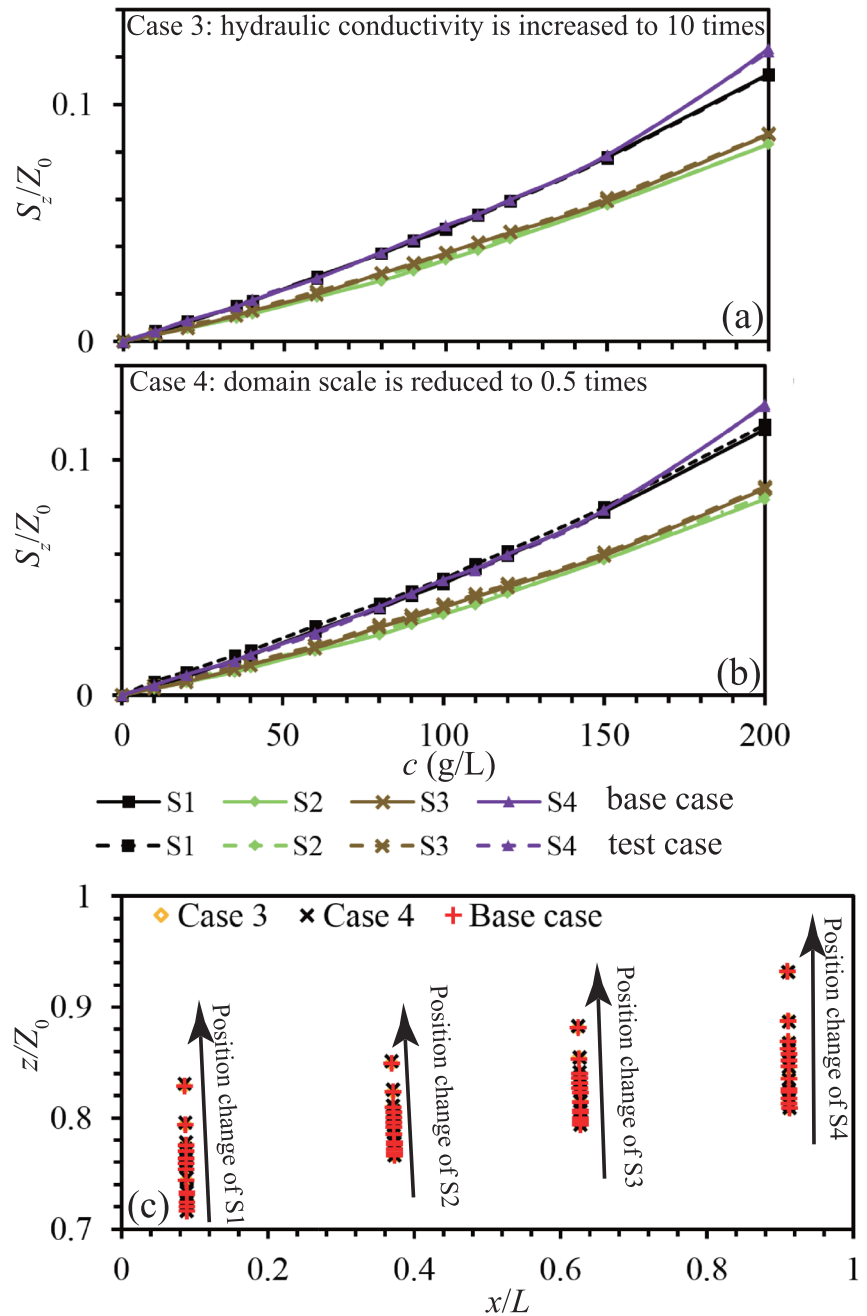 Case 3: hydraulic conductivity is increased to 10 times
0.1
S_z/Z_0
0
(a)
Case 4: domain scale is reduced to 0.5 times
0.1
S_z/Z_0
0
(b)
0 50 100 150 200
c (g/L)
S1 S2 S3 S4 base case
S1 S2 S3 S4 test case
1
Case 3 Case 4 Base case
0.9
z/Z_0
0.8
0.7
Position change of S1
Position change of S2
Position change of S3
Position change of S4
(c)
0 0.2 0.4 0.6 0.8 1
x/L